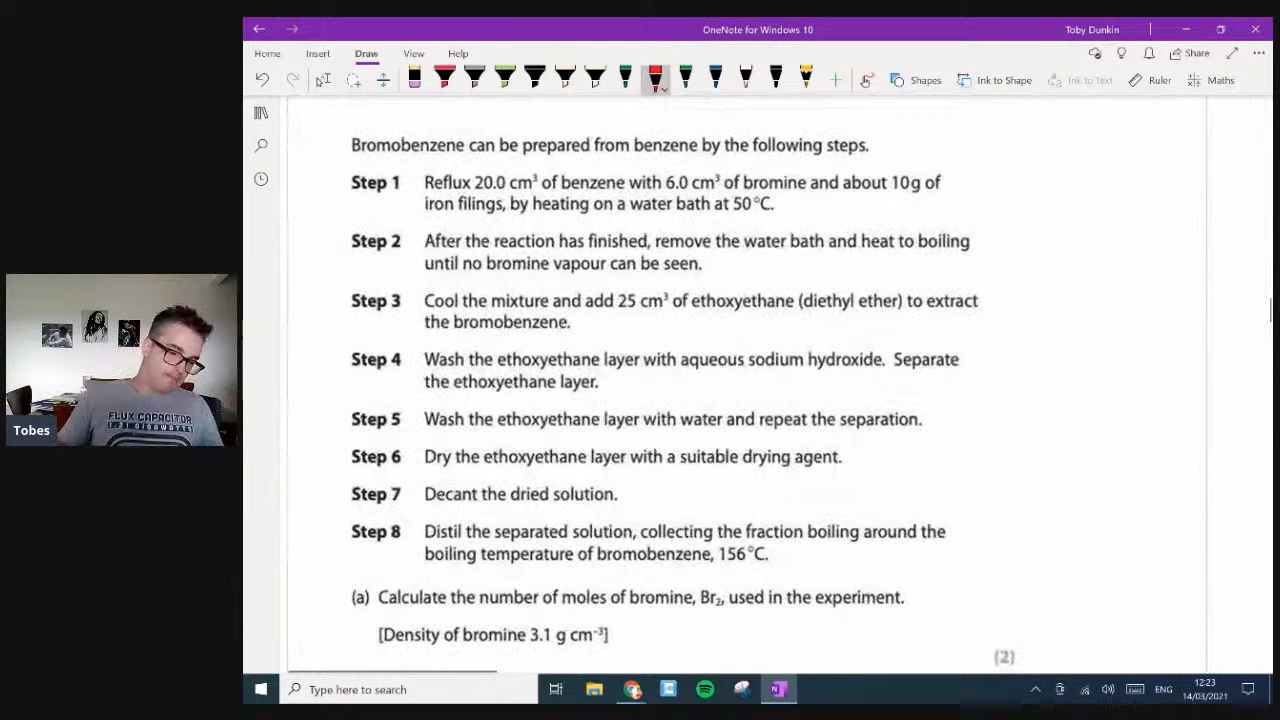 OneNote for Windows 10
Toby Dunkin
Home Insert Draw View Help
Share
Shapes Ink to Shape Ink to Text Ruler Maths
Bromobenzene can be prepared from benzene by the following steps.
Step 1 Reflux 20.0 cm³ of benzene with 6.0 cm³ of bromine and about 10 g of
iron filings, by heating on a water bath at 50 °C.
Step 2 After the reaction has finished, remove the water bath and heat to boiling
until no bromine vapour can be seen.
Step 3 Cool the mixture and add 25 cm³ of ethoxyethane (diethyl ether) to extract
the bromobenzene.
Step 4 Wash the ethoxyethane layer with aqueous sodium hydroxide. Separate
the ethoxyethane layer.
Step 5 Wash the ethoxyethane layer with water and repeat the separation.
Step 6 Dry the ethoxyethane layer with a suitable drying agent.
Step 7 Decant the dried solution.
Step 8 Distil the separated solution, collecting the fraction boiling around the
boiling temperature of bromobenzene, 156 °C.
(a) Calculate the number of moles of bromine, Br₂, used in the experiment.
[Density of bromine 3.1 g cm⁻³]
(2)
FLUX CAPACITOR
1.21 GIGAWATTS
Tobes
Type here to search
ENG
12:23
14/03/2021